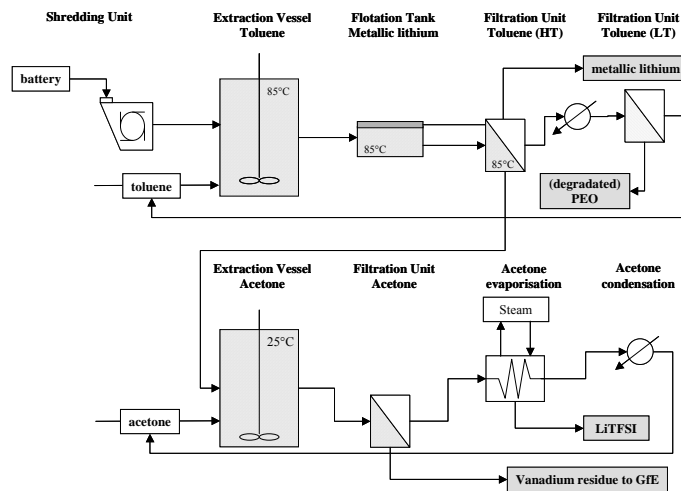 Shredding Unit
Extraction Vessel
Toluene
Flotation Tank
Metallic lithium
Filtration Unit
Toluene (HT)
Filtration Unit
Toluene (LT)
battery
85°C
85°C
85°C
metallic lithium
toluene
(degradated)
PEO
Extraction Vessel
Acetone
Filtration Unit
Acetone
Acetone
evaporisation
Acetone
condensation
Steam
25°C
acetone
LiTFSI
Vanadium residue to GfE